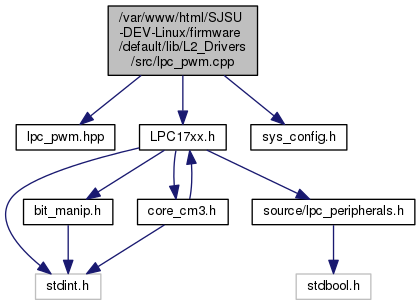 /var/www/html/SJSU
-DEV-Linux/firmware
/default/lib/L2_Drivers
/src/lpc_pwm.cpp
lpc_pwm.hpp
LPC17xx.h
sys_config.h
bit_manip.h
core_cm3.h
source/lpc_peripherals.h
stdint.h
stdbool.h